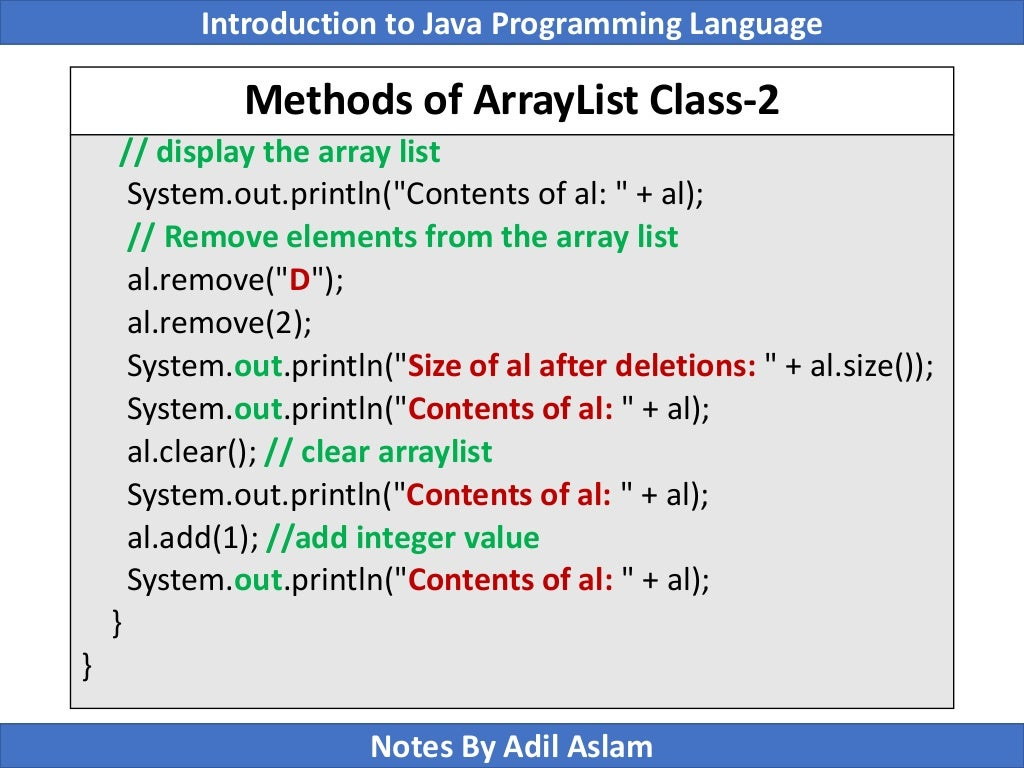 Introduction to Java Programming Language
Methods of ArrayList Class-2
// display the array list
System.out.println("Contents of al: " + al);
// Remove elements from the array list
al.remove("D");
al.remove(2);
System.out.println("Size of al after deletions: " + al.size());
System.out.println("Contents of al: " + al);
al.clear(); // clear arraylist
System.out.println("Contents of al: " + al);
al.add(1); //add integer value
System.out.println("Contents of al: " + al);
}
}
Notes By Adil Aslam